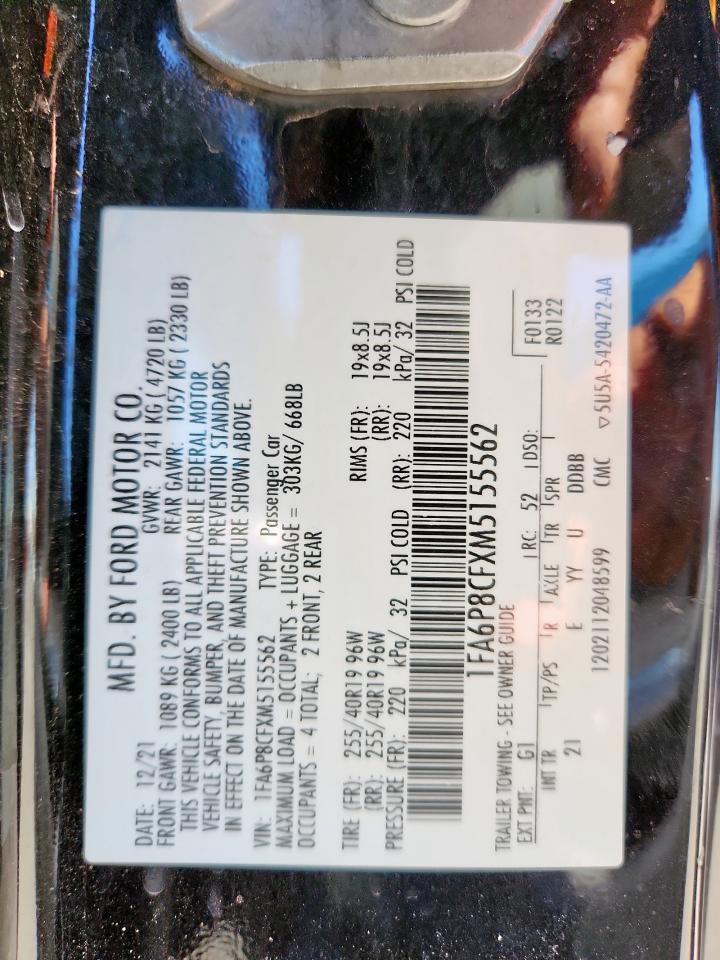 MFD. BY FORD MOTOR CO.
DATE: 12/21 GVWR: 2141 KG ( 4720 LB)
FRONT GAWR: 1089 KG ( 2400 LB) REAR GAWR: 1057 KG ( 2330 LB)
THIS VEHICLE CONFORMS TO ALL APPLICABLE FEDERAL MOTOR
VEHICLE SAFETY, BUMPER, AND THEFT PREVENTION STANDARDS
IN EFFECT ON THE DATE OF MANUFACTURE SHOWN ABOVE.
VIN: 1FA6P8CFXM5155562 TYPE: Passenger Car
MAXIMUM LOAD = OCCUPANTS + LUGGAGE = 303KG/ 668LB
OCCUPANTS = 4 TOTAL; 2 FRONT, 2 REAR
TIRE (FR): 255/40R19 96W RIMS (FR): 19x8.5J
(RR): 255/40R19 96W (RR): 19x8.5J
PRESSURE (FR): 220 kPa/ 32 PSI COLD (RR): 220 kPa/ 32 PSI COLD
1FA6P8CFXM5155562
TRAILER TOWING - SEE OWNER GUIDE
EXT PNT: G1 RC: 52 DSO: F0133
INT TR TP/PS R AXLE TR SPR R0122
21 E YY U DDBB
1202112048599 CMC ▽5U5A-5420472-AA